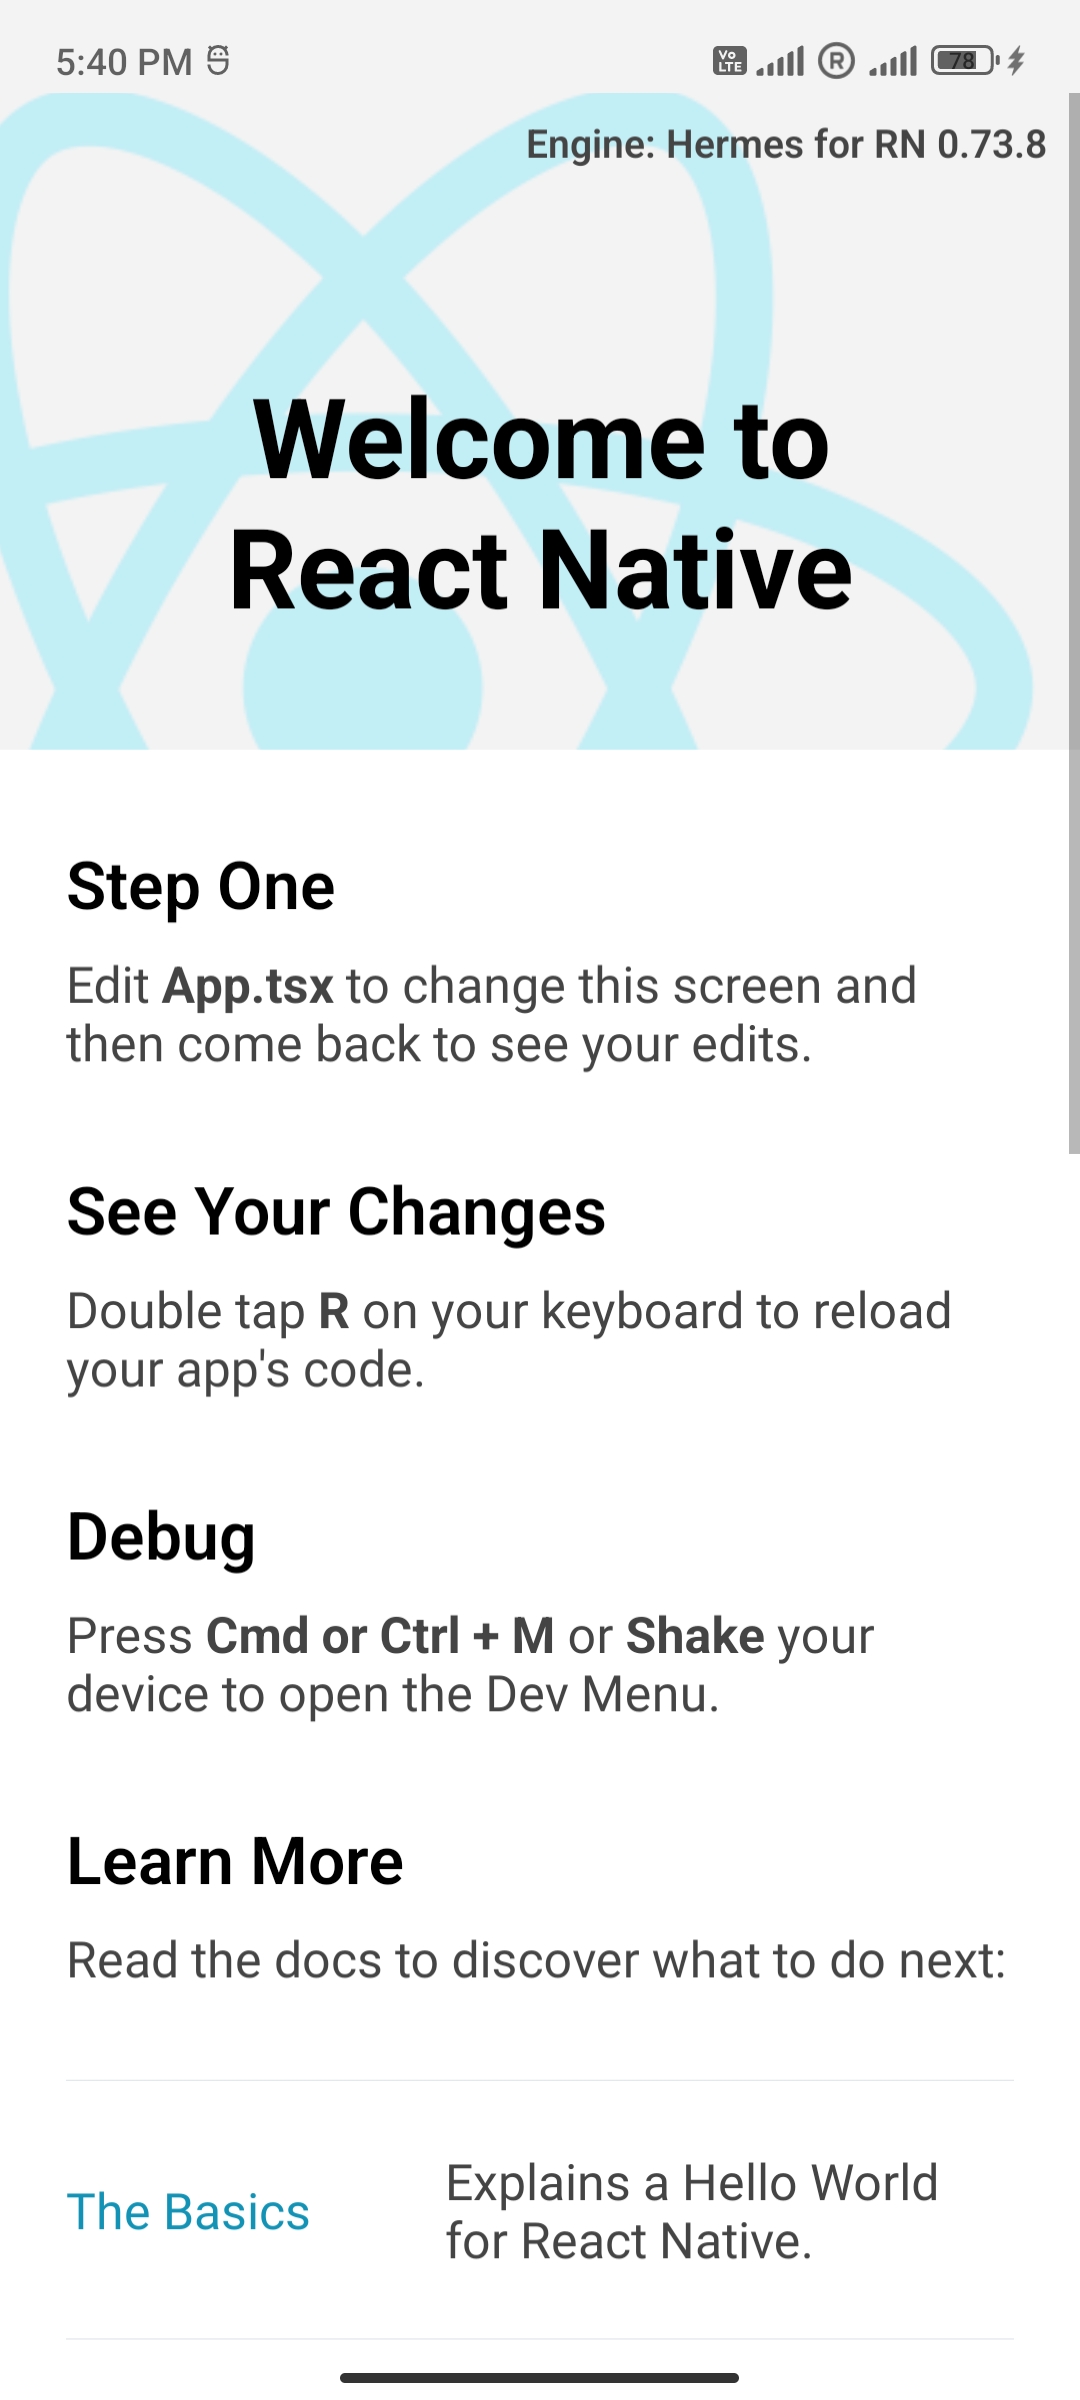 5:40 PM
Vo LTE
R
78
Engine: Hermes for RN 0.73.8
Welcome to
React Native
Step One
Edit App.tsx to change this screen and
then come back to see your edits.
See Your Changes
Double tap R on your keyboard to reload
your app's code.
Debug
Press Cmd or Ctrl + M or Shake your
device to open the Dev Menu.
Learn More
Read the docs to discover what to do next:
The Basics
Explains a Hello World
for React Native.